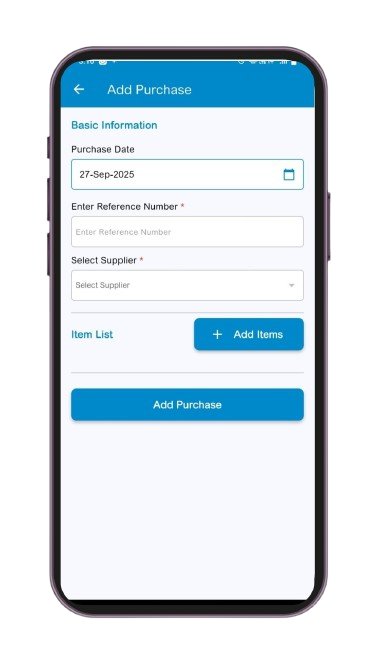 Add Purchase
Basic Information
Purchase Date
27-Sep-2025
Enter Reference Number *
Enter Reference Number
Select Supplier *
Select Supplier
Item List
+ Add Items
Add Purchase